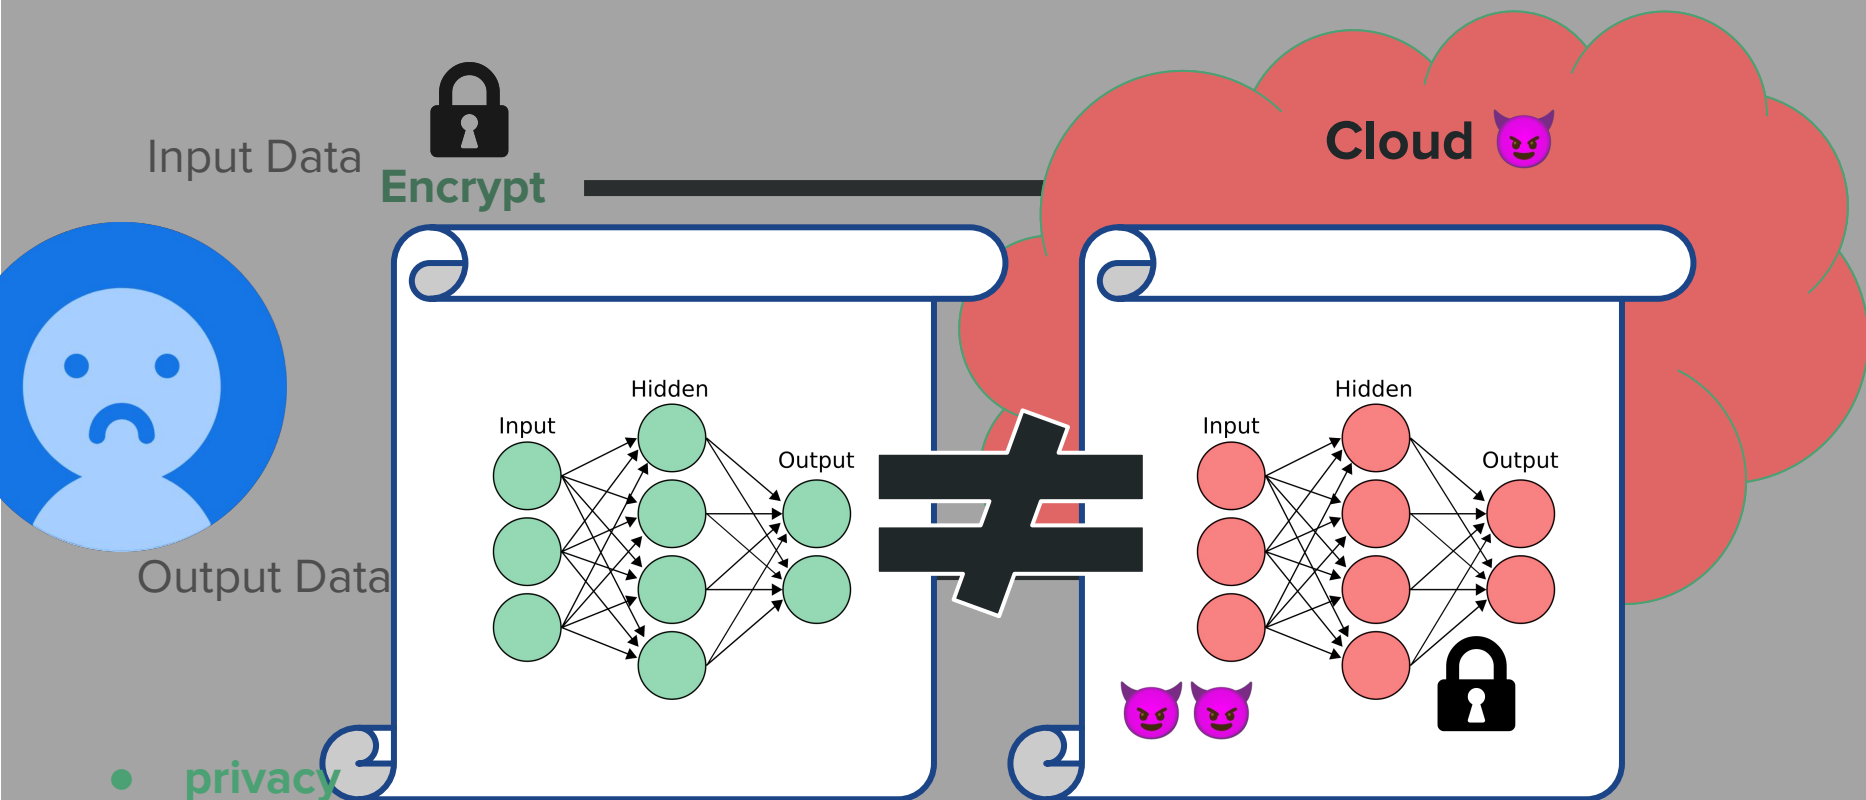 Input Data
Encrypt
Cloud
Hidden
Input
Output
Hidden
Input
Output
Output Data
privacy